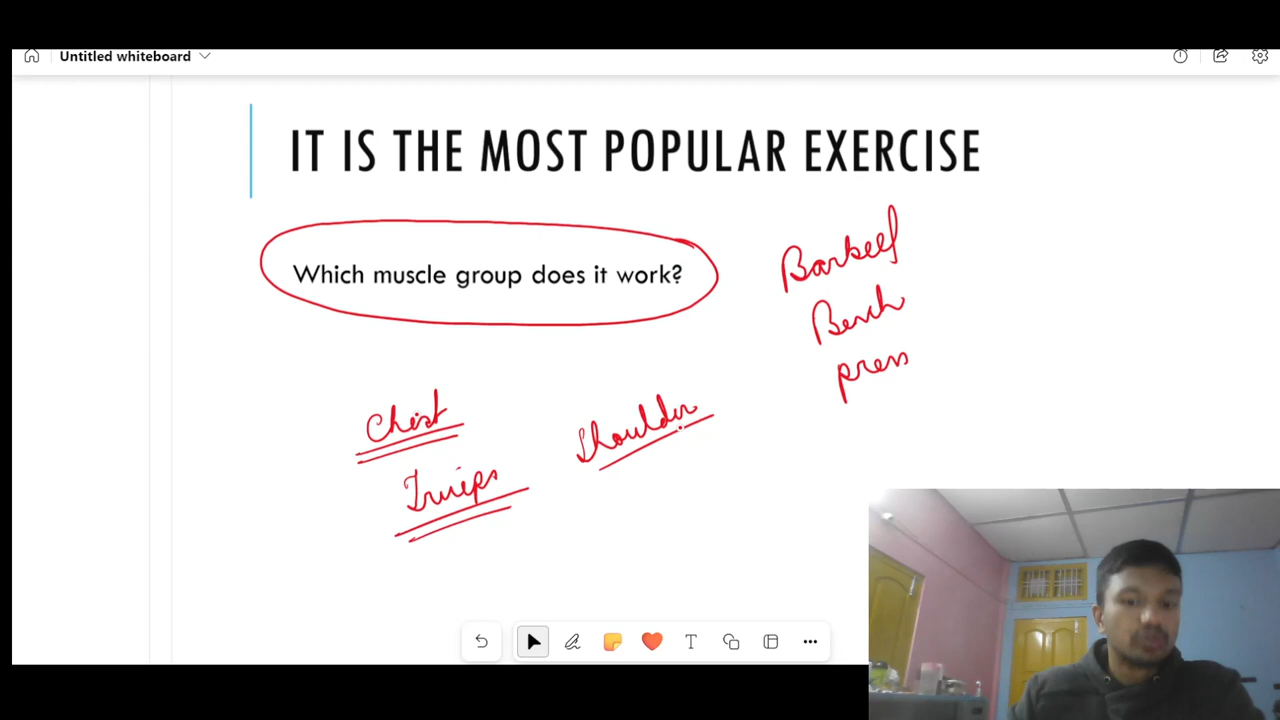 Untitled whiteboard
IT IS THE MOST POPULAR EXERCISE
Which muscle group does it work?
Barbell
Bench
press
Chest
Shoulder
Triceps